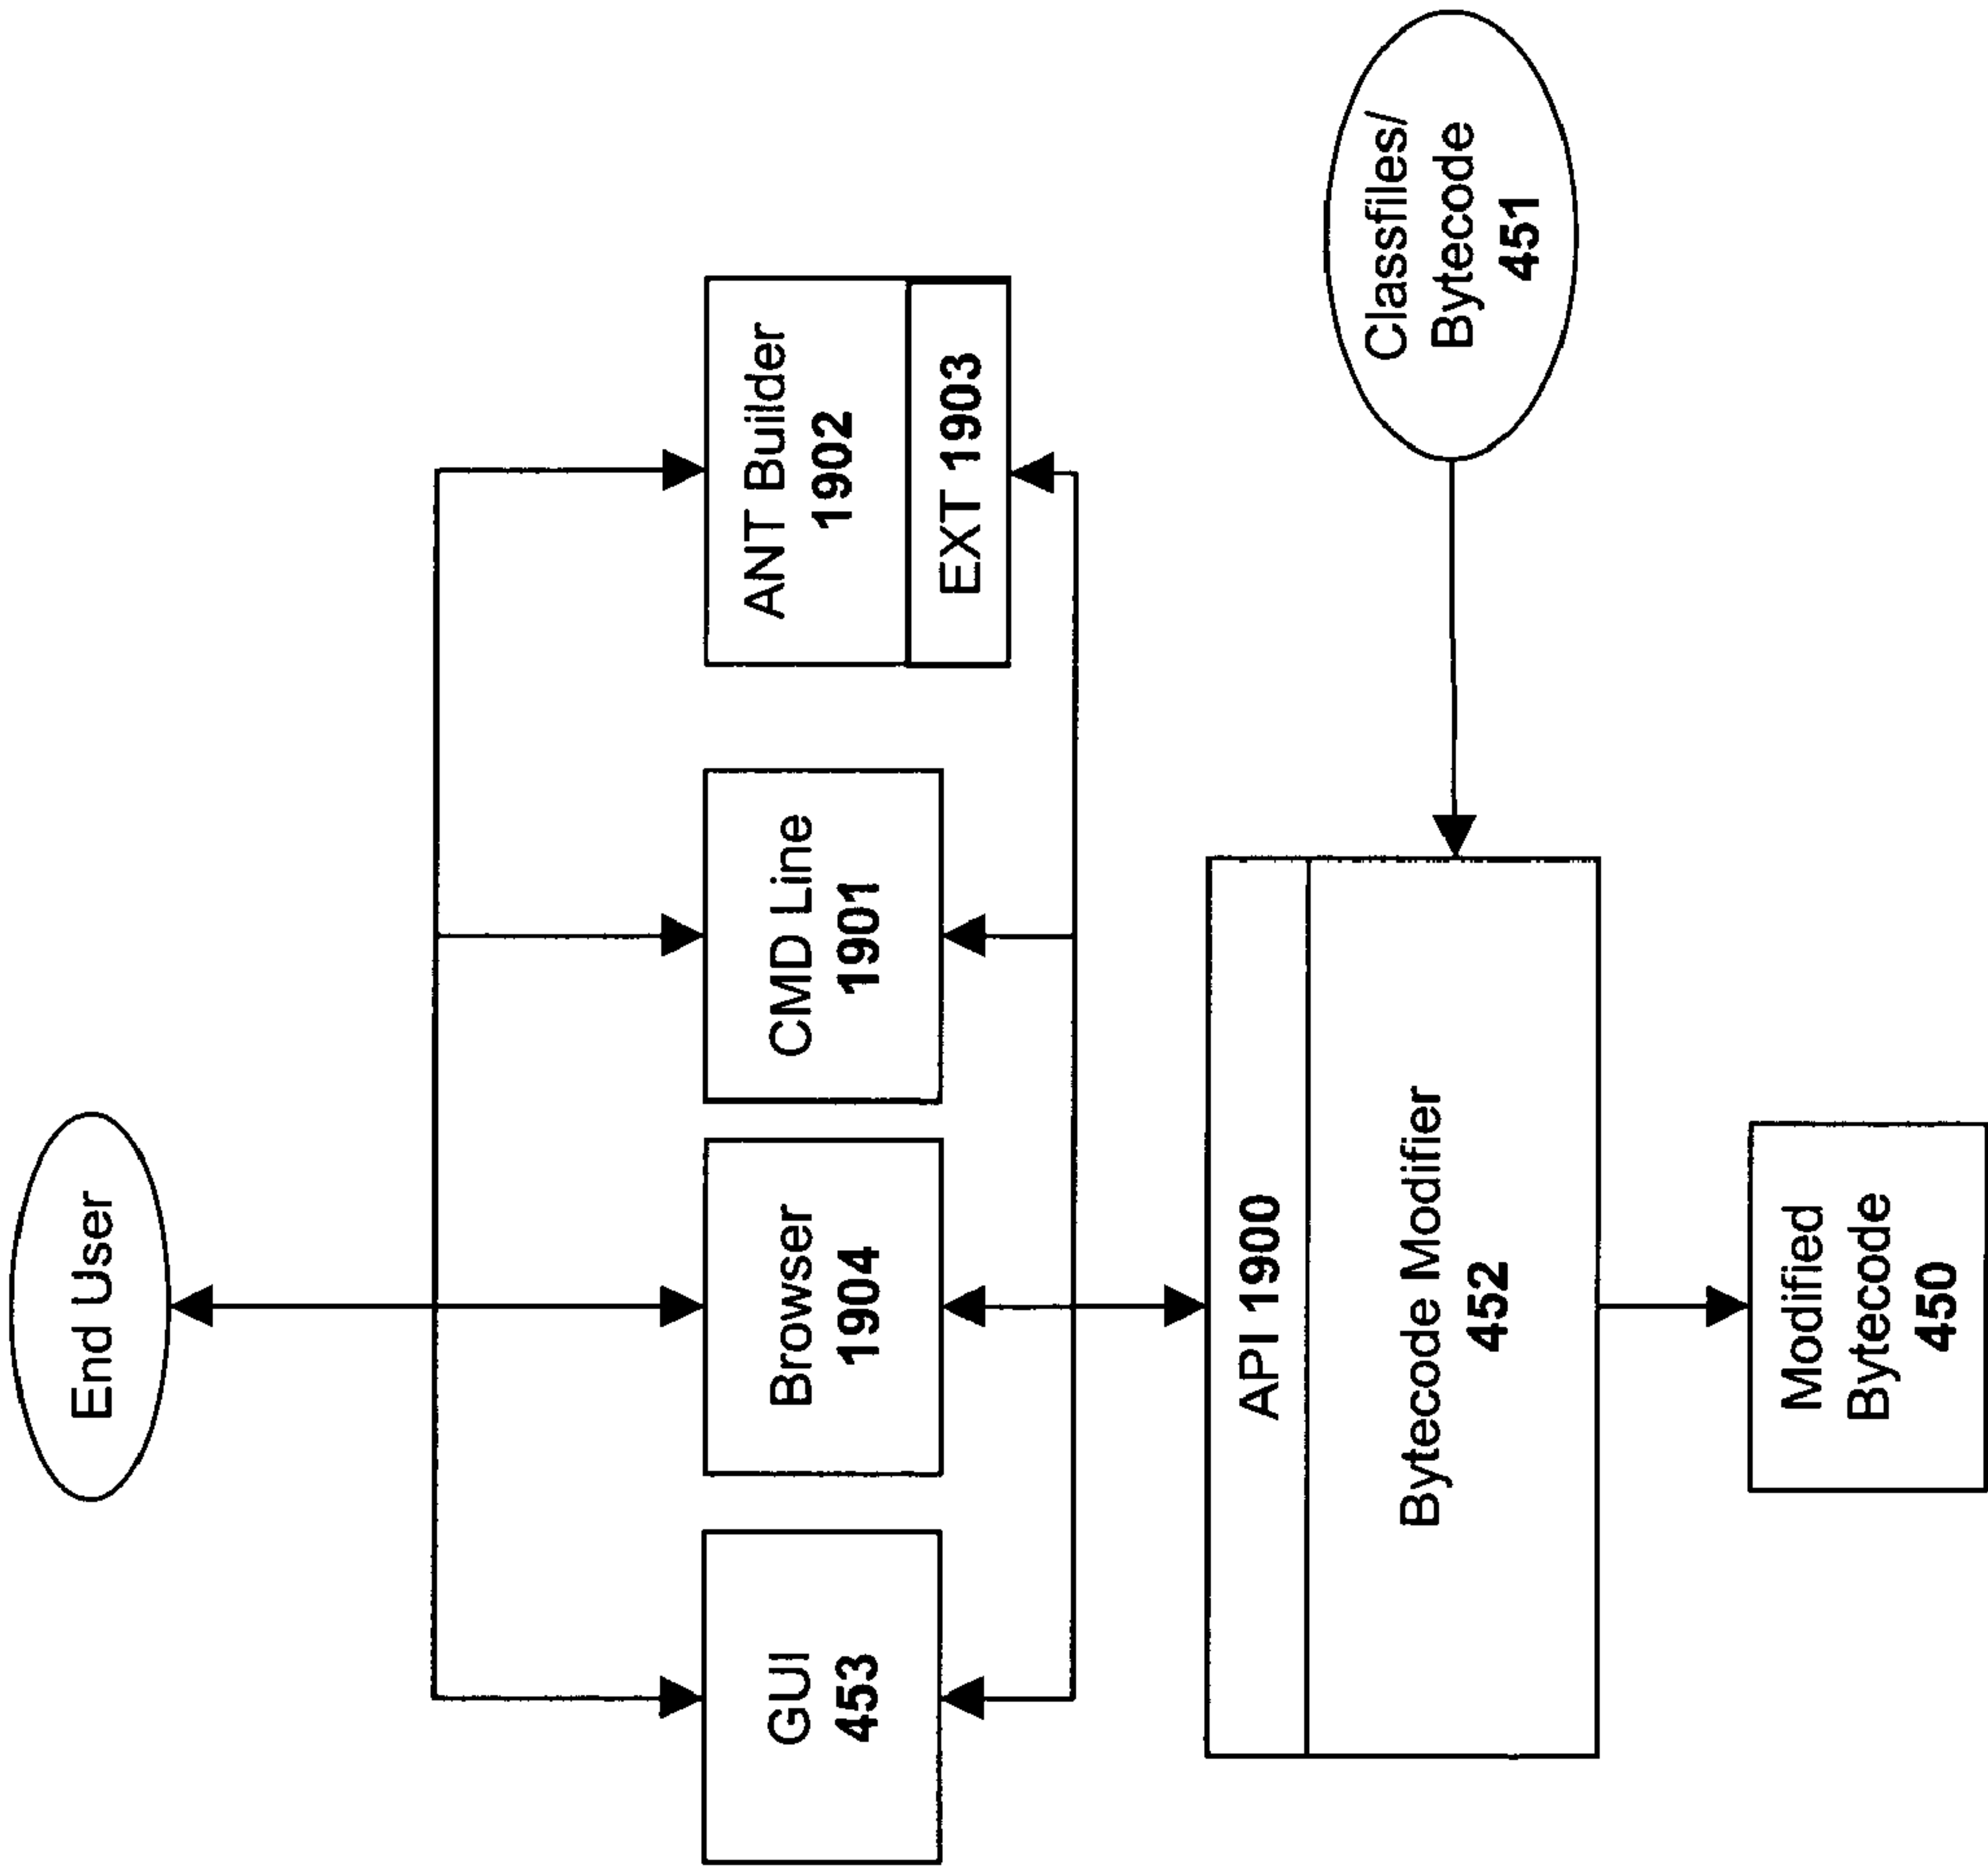 End User
GUI
453
Browser
1904
CMD Line
1901
ANT Builder
1902
EXT 1903
API 1900
Bytecode Modifier
452
Classfiles/
Bytecode
451
Modified
Bytecode
450